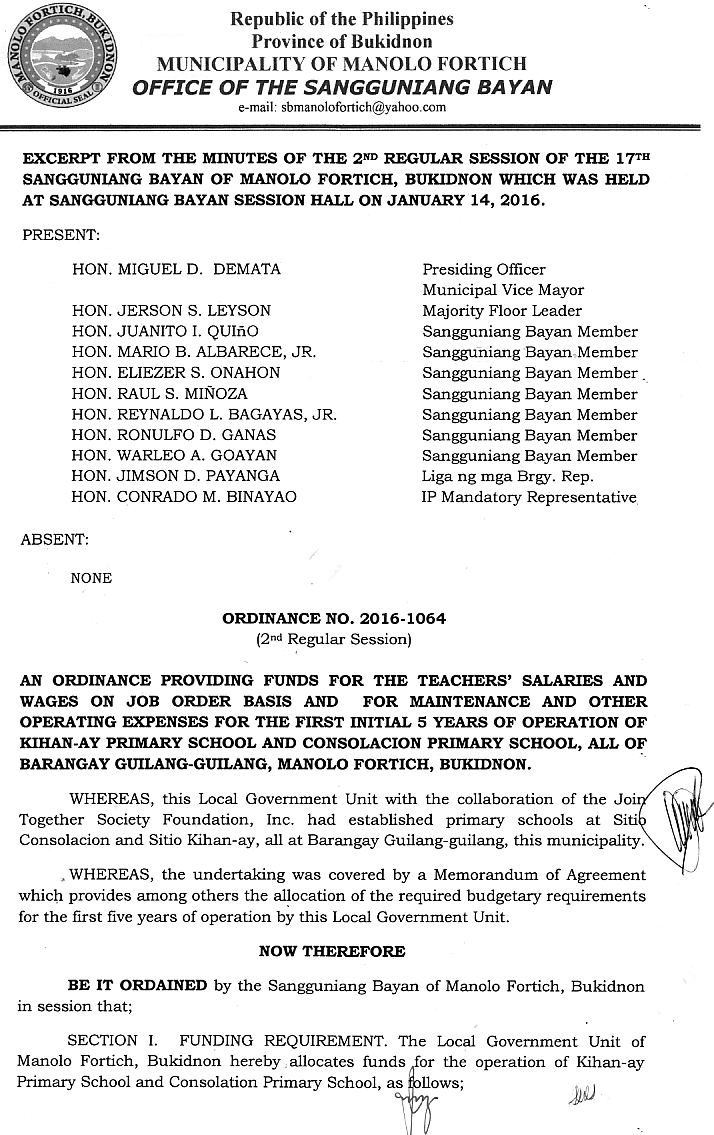 MANOLO FORTICH, BUKIDNON
1916
OFFICIAL SEAL
Republic of the Philippines
Province of Bukidnon
MUNICIPALITY OF MANOLO FORTICH
OFFICE OF THE SANGGUNIANG BAYAN
e-mail: sbmanolofortich@yahoo.com
EXCERPT FROM THE MINUTES OF THE 2ND REGULAR SESSION OF THE 17TH
SANGGUNIANG BAYAN OF MANOLO FORTICH, BUKIDNON WHICH WAS HELD
AT SANGGUNIANG BAYAN SESSION HALL ON JANUARY 14, 2016.
PRESENT:
HON. MIGUEL D. DEMATA Presiding Officer
Municipal Vice Mayor
HON. JERSON S. LEYSON Majority Floor Leader
HON. JUANITO I. QUIñO Sangguniang Bayan Member
HON. MARIO B. ALBARECE, JR. Sangguniang Bayan Member
HON. ELIEZER S. ONAHON Sangguniang Bayan Member
HON. RAUL S. MIÑOZA Sangguniang Bayan Member
HON. REYNALDO L. BAGAYAS, JR. Sangguniang Bayan Member
HON. RONULFO D. GANAS Sangguniang Bayan Member
HON. WARLEO A. GOAYAN Sangguniang Bayan Member
HON. JIMSON D. PAYANGA Liga ng mga Brgy. Rep.
HON. CONRADO M. BINAYAO IP Mandatory Representative
ABSENT:
NONE
ORDINANCE NO. 2016-1064
(2nd Regular Session)
AN ORDINANCE PROVIDING FUNDS FOR THE TEACHERS' SALARIES AND
WAGES ON JOB ORDER BASIS AND FOR MAINTENANCE AND OTHER
OPERATING EXPENSES FOR THE FIRST INITIAL 5 YEARS OF OPERATION OF
KIHAN-AY PRIMARY SCHOOL AND CONSOLACION PRIMARY SCHOOL, ALL OF
BARANGAY GUILANG-GUILANG, MANOLO FORTICH, BUKIDNON.
WHEREAS, this Local Government Unit with the collaboration of the Join
Together Society Foundation, Inc. had established primary schools at Sitio
Consolacion and Sitio Kihan-ay, all at Barangay Guilang-guilang, this municipality.
WHEREAS, the undertaking was covered by a Memorandum of Agreement
which provides among others the allocation of the required budgetary requirements
for the first five years of operation by this Local Government Unit.
NOW THEREFORE
BE IT ORDAINED by the Sangguniang Bayan of Manolo Fortich, Bukidnon
in session that;
SECTION I. FUNDING REQUIREMENT. The Local Government Unit of
Manolo Fortich, Bukidnon hereby allocates funds for the operation of Kihan-ay
Primary School and Consolation Primary School, as follows;